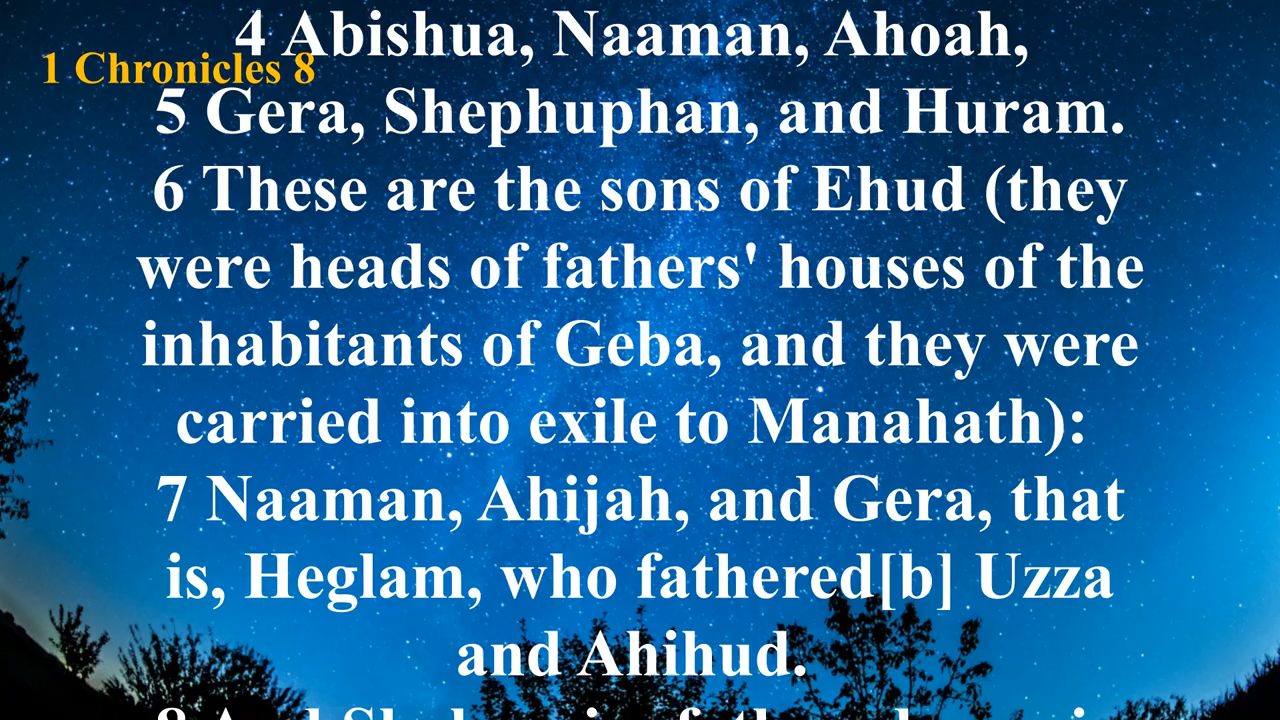 4 Abishua, Naaman, Ahoah,
1 Chronicles 8
5 Gera, Shephuphan, and Huram.
6 These are the sons of Ehud (they
were heads of fathers' houses of the
inhabitants of Geba, and they were
carried into exile to Manahath):
7 Naaman, Ahijah, and Gera, that
is, Heglam, who fathered[b] Uzza
and Ahihud.